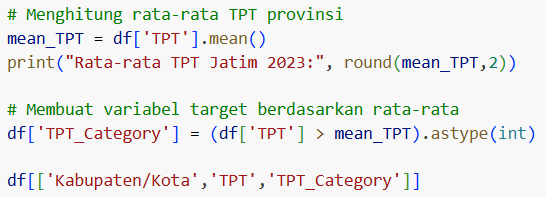 # Menghitung rata-rata TPT provinsi
mean_TPT = df['TPT'].mean()
print("Rata-rata TPT Jatim 2023:", round(mean_TPT,2))
# Membuat variabel target berdasarkan rata-rata
df['TPT_Category'] = (df['TPT'] > mean_TPT).astype(int)
df[['Kabupaten/Kota','TPT','TPT_Category']]